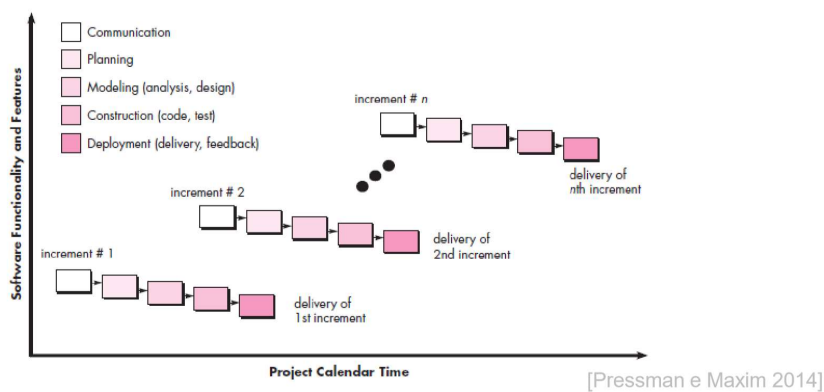 Communication
Planning
Modeling (analysis, design)
Construction (code, test)
Deployment (delivery, feedback)
increment # n
delivery of
nth increment
increment # 2
delivery of
2nd increment
increment # 1
delivery of
1st increment
Software Functionality and Features
Project Calendar Time
[Pressman e Maxim 2014]